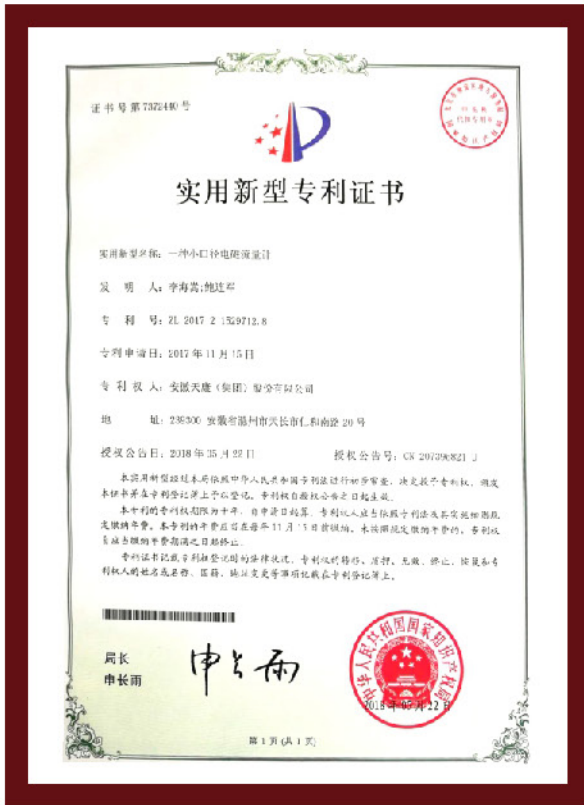 证书号第7372440号
实用新型专利证书
实用新型名称：一种小口径电磁流量计
发 明 人：李海嵩;鲍连军
专 利 号：ZL 2017 2 1529712.8
专利申请日：2017年11月15日
专 利 权 人：安徽天康（集团）股份有限公司
地 址：239300 安徽省滁州市天长市仁和南路20号
授权公告日：2018年05月22日 授权公告号：CN
本实用新型经过本局依照中华人民共和国专利法进行初步审查，决定授予专利权，颁发
本证书并在专利登记簿上予以登记。专利权自授权公告之日起生效。
本专利的专利权期限为十年，自申请日起算。专利权人应当依照专利法及其实施细则规
定缴纳年费。本专利的年费应当在每年11月15日前缴纳。未按照规定缴纳年费的，专利权
自应当缴纳年费期满之日起终止。
专利证书记载专利权登记时的法律状况。专利权的转移、质押、无效、终止、恢复和专
利权人的姓名或名称、国籍、地址变更等事项记载在专利登记簿上。
局长
申长雨
申长雨
中华人民共和国国家知识产权局
2018年05月22日
第1页(共1页)